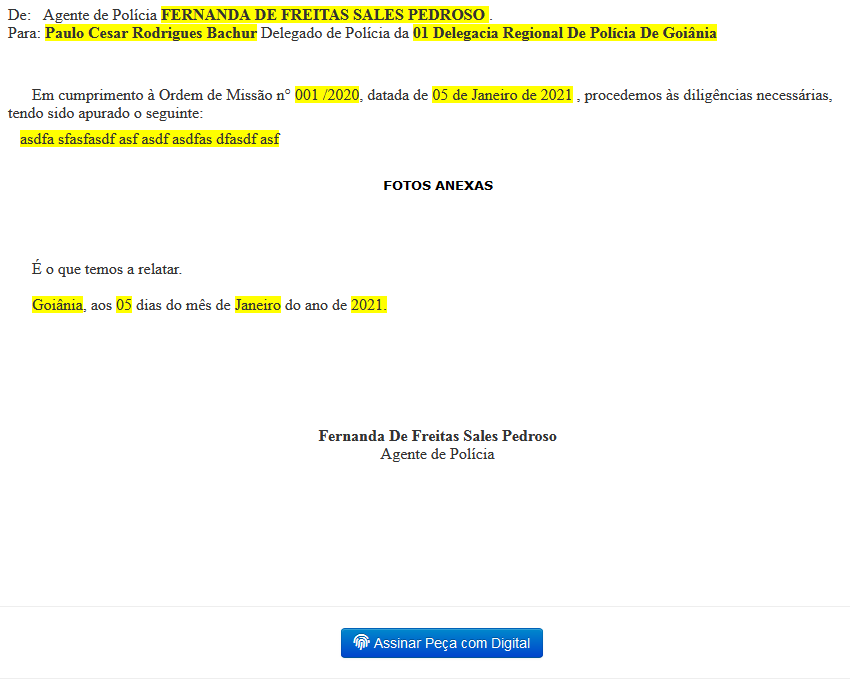 De: Agente de Polícia FERNANDA DE FREITAS SALES PEDROSO .
Para: Paulo Cesar Rodrigues Bachur Delegado de Polícia da 01 Delegacia Regional De Polícia De Goiânia
Em cumprimento à Ordem de Missão n° 001 /2020, datada de 05 de Janeiro de 2021 , procedemos às diligências necessárias,
tendo sido apurado o seguinte:
asdfa sfasfasdf asf asdf asdfas dfasdf asf
FOTOS ANEXAS
É o que temos a relatar.
Goiânia, aos 05 dias do mês de Janeiro do ano de 2021.
Fernanda De Freitas Sales Pedroso
Agente de Polícia
Assinar Peça com Digital